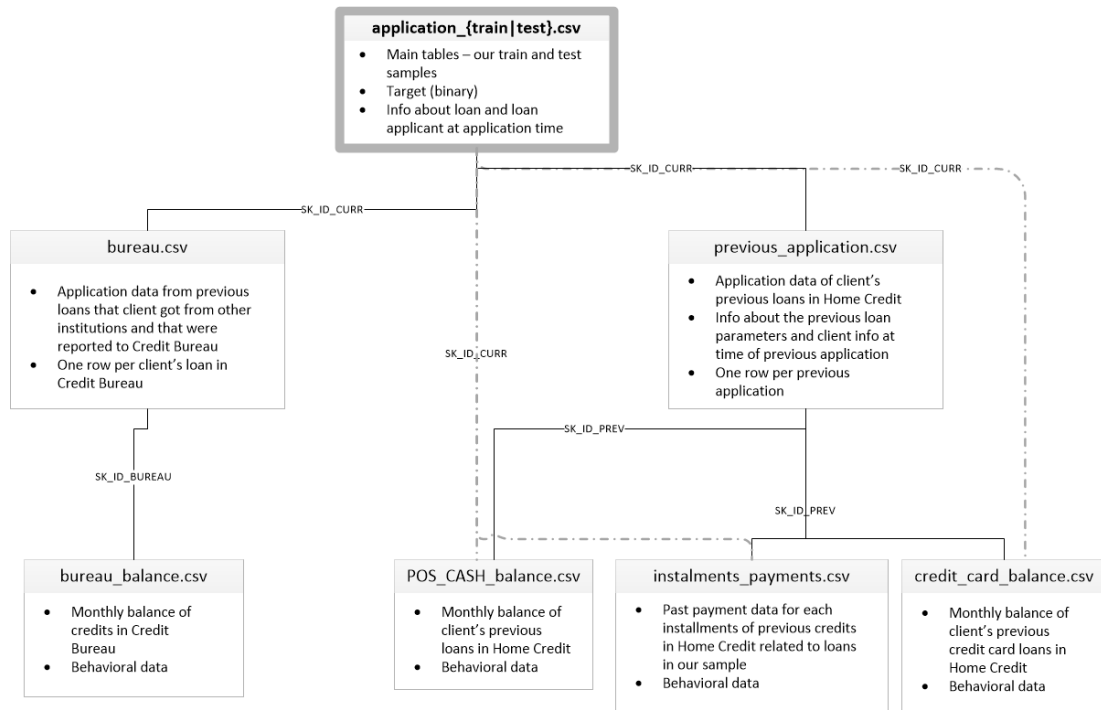 application_{train|test}.csv
• Main tables – our train and test
samples
• Target (binary)
• Info about loan and loan
applicant at application time
SK_ID_CURR
SK_ID_CURR
SK_ID_CURR
bureau.csv
• Application data from previous
loans that client got from other
institutions and that were
reported to Credit Bureau
• One row per client's loan in
Credit Bureau
previous_application.csv
• Application data of client's
previous loans in Home Credit
• Info about the previous loan
parameters and client info at
time of previous application
• One row per previous
application
SK_ID_CURR
SK_ID_PREV
SK_ID_BUREAU
SK_ID_PREV
bureau_balance.csv
• Monthly balance of
credits in Credit
Bureau
• Behavioral data
POS_CASH_balance.csv
• Monthly balance of
client's previous
loans in Home Credit
• Behavioral data
instalments_payments.csv
• Past payment data for each
installments of previous credits
in Home Credit related to loans
in our sample
• Behavioral data
credit_card_balance.csv
• Monthly balance of
client's previous
credit card loans in
Home Credit
• Behavioral data